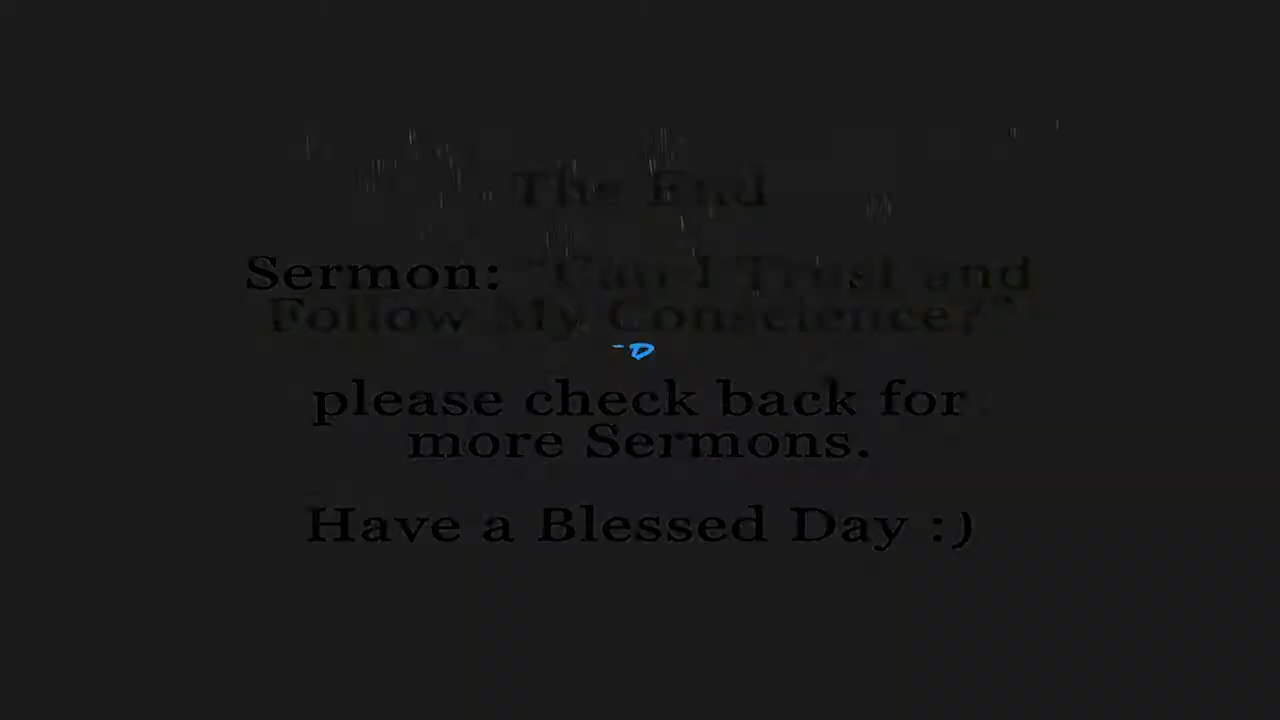 The End
Sermon: “Can I Trust and
Follow My Conscience?”
please check back for
more Sermons.
Have a Blessed Day :)